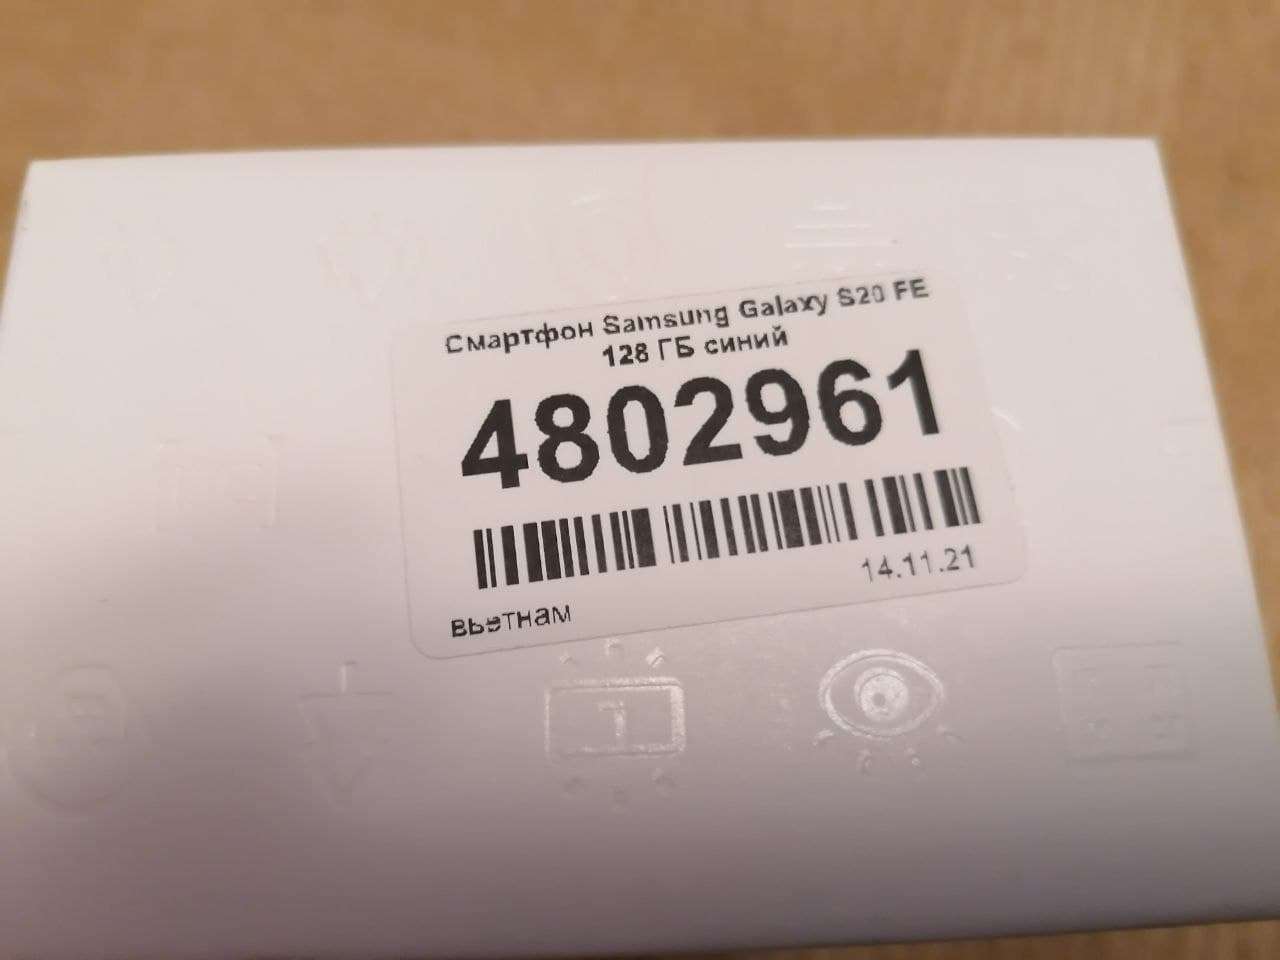 Смартфон Samsung Galaxy S20 FE
128 ГБ синий
4802961
14.11.21
вьетнам